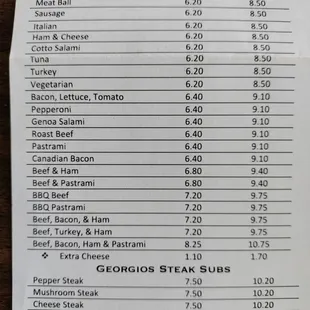 Meat Ball 6.20 8.50
Sausage 6.20 8.50
Italian 6.20 8.50
Ham & Cheese 6.20 8.50
Cotto Salami 6.20 8.50
Tuna 6.20 8.50
Turkey 6.20 8.50
Vegetarian 6.20 8.50
Bacon, Lettuce, Tomato 6.40 9.10
Pepperoni 6.40 9.10
Genoa Salami 6.40 9.10
Roast Beef 6.40 9.10
Pastrami 6.40 9.10
Canadian Bacon 6.40 9.10
Beef & Ham 6.80 9.40
Beef & Pastrami 6.80 9.40
BBQ Beef 7.20 9.75
BBQ Pastrami 7.20 9.75
Beef, Bacon, & Ham 7.20 9.75
Beef, Turkey, & Ham 7.20 9.75
Beef, Bacon, Ham & Pastrami 8.25 10.75
❖ Extra Cheese 1.10 1.70
GEORGIOS STEAK SUBS
Pepper Steak 7.50 10.20
Mushroom Steak 7.50 10.20
Cheese Steak 7.50 10.20